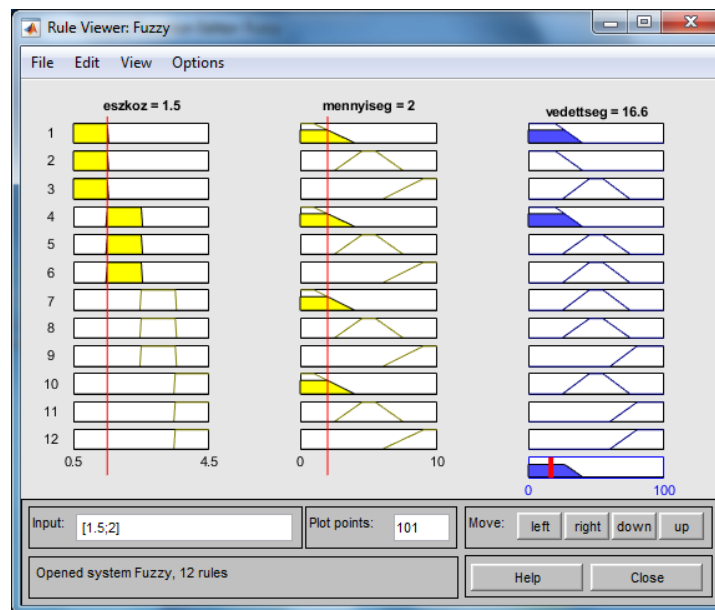 Rule Viewer: Fuzzy
File Edit View Options
eszkoz = 1.5 mennyiseg = 2 vedettseg = 16.6
1
2
3
4
5
6
7
8
9
10
11
12
0.5 4.5 0 10
0 100
Input: [1.5;2] Plot points: 101 Move: left right down up
Opened system Fuzzy, 12 rules Help Close